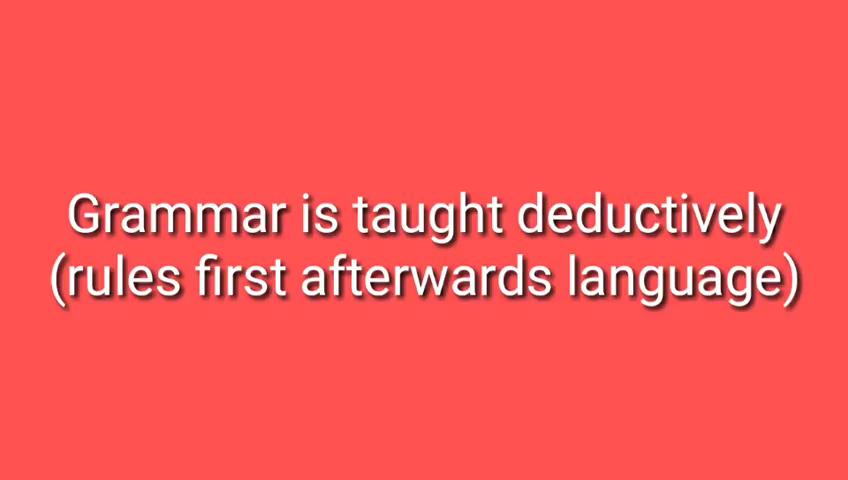 Grammar is taught deductively
(rules first afterwards language)